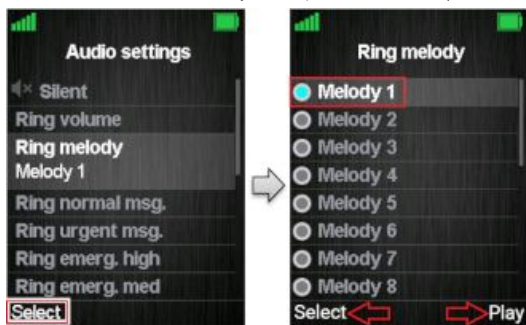 Audio settings
Silent
Ring volume
Ring melody
Melody 1
Ring normal msg.
Ring urgent msg.
Ring emerg. high
Ring emerg. med
Select
Ring melody
Melody 1
Melody 2
Melody 3
Melody 4
Melody 5
Melody 6
Melody 7
Melody 8
Select Play